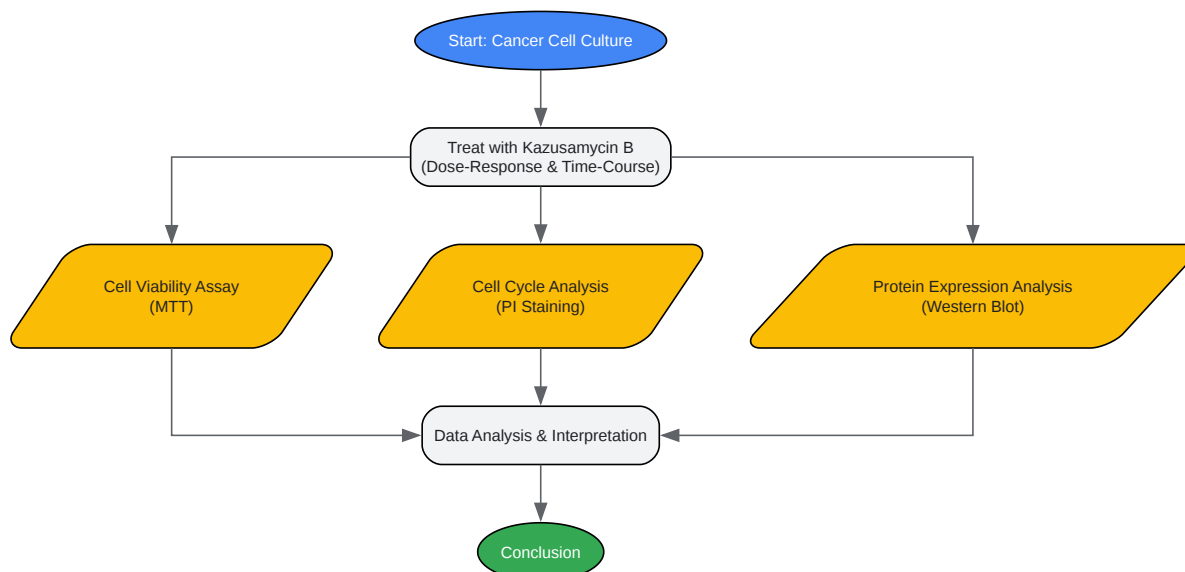 Start: Cancer Cell Culture
Treat with Kazusamycin B
(Dose-Response & Time-Course)
Cell Viability Assay
(MTT)
Cell Cycle Analysis
(PI Staining)
Protein Expression Analysis
(Western Blot)
Data Analysis & Interpretation
Conclusion